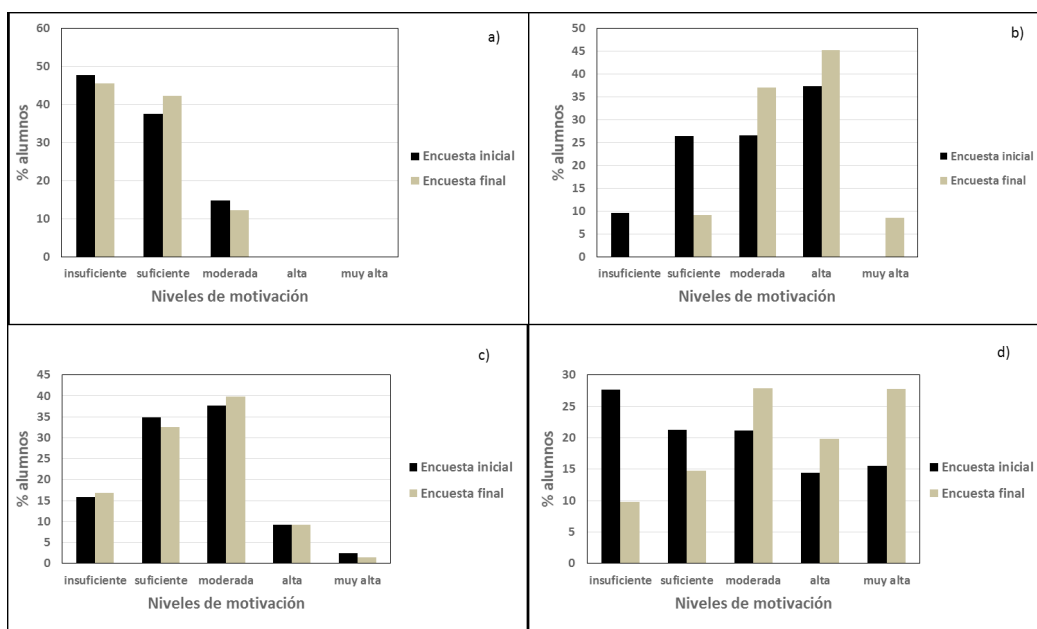 a)
60
50
40
30
20
10
0
% alumnos
insuficiente suficiente moderada alta muy alta
Niveles de motivación
Encuesta inicial
Encuesta final
b)
50
45
40
35
30
25
20
15
10
5
0
% alumnos
insuficiente suficiente moderada alta muy alta
Niveles de motivación
Encuesta inicial
Encuesta final
c)
45
40
35
30
25
20
15
10
5
0
% alumnos
insuficiente suficiente moderada alta muy alta
Niveles de motivación
Encuesta inicial
Encuesta final
d)
30
25
20
15
10
5
0
% alumnos
insuficiente suficiente moderada alta muy alta
Niveles de motivación
Encuesta inicial
Encuesta final